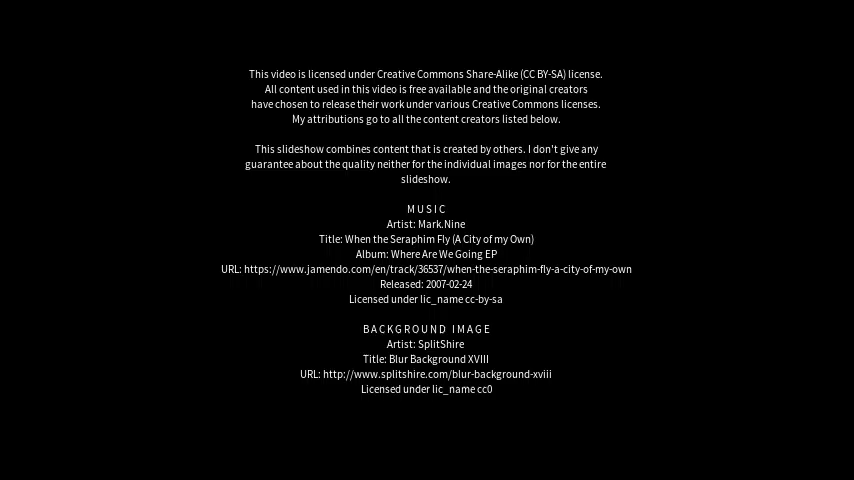 This video is licensed under Creative Commons Share-Alike (CC BY-SA) license.
All content used in this video is free available and the original creators
have chosen to release their work under various Creative Commons licenses.
My attributions go to all the content creators listed below.
This slideshow combines content that is created by others. I don't give any
guarantee about the quality neither for the individual images nor for the entire
slideshow.
MUSIC
Artist: Mark.Nine
Title: When the Seraphim Fly (A City of my Own)
Album: Where Are We Going EP
URL: https://www.jamendo.com/en/track/36537/when-the-seraphim-fly-a-city-of-my-own
Released: 2007-02-24
Licensed under lic_name cc-by-sa
BACKGROUND IMAGE
Artist: SplitShire
Title: Blur Background XVIII
URL: http://www.splitshire.com/blur-background-xviii
Licensed under lic_name cc0